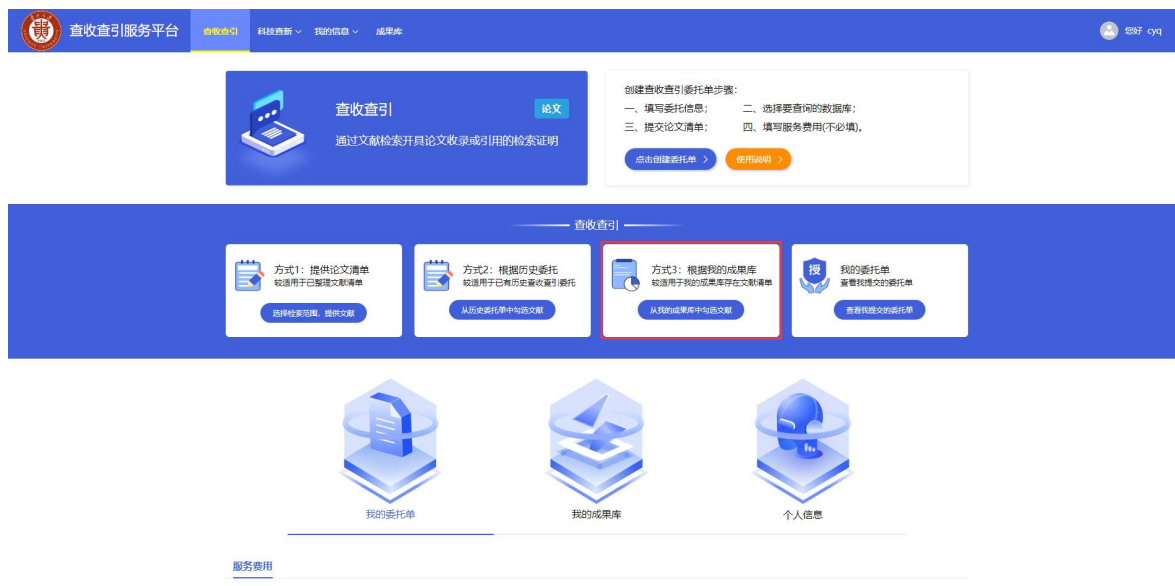 查收查引服务平台
查收查引
科技查新
我的信息
成果库
您好 cyq
查收查引
论文
通过文献检索开具论文收录或引用的检索证明
创建查收查引委托单步骤：
一、填写委托信息； 二、选择要查询的数据库；
三、提交论文清单； 四、填写服务费用(不必填)。
点击创建委托单 >
使用说明 >
查收查引
方式1：提供论文清单
较适用于已整理文献清单
选择检索范围，提供文献
方式2：根据历史委托
较适用于已有历史查收查引委托
从历史委托单中勾选文献
方式3：根据我的成果库
较适用于我的成果库存在文献清单
从我的成果库中勾选文献
授
我的委托单
查看我提交的委托单
查看我提交的委托单
我的委托单
我的成果库
个人信息
服务费用